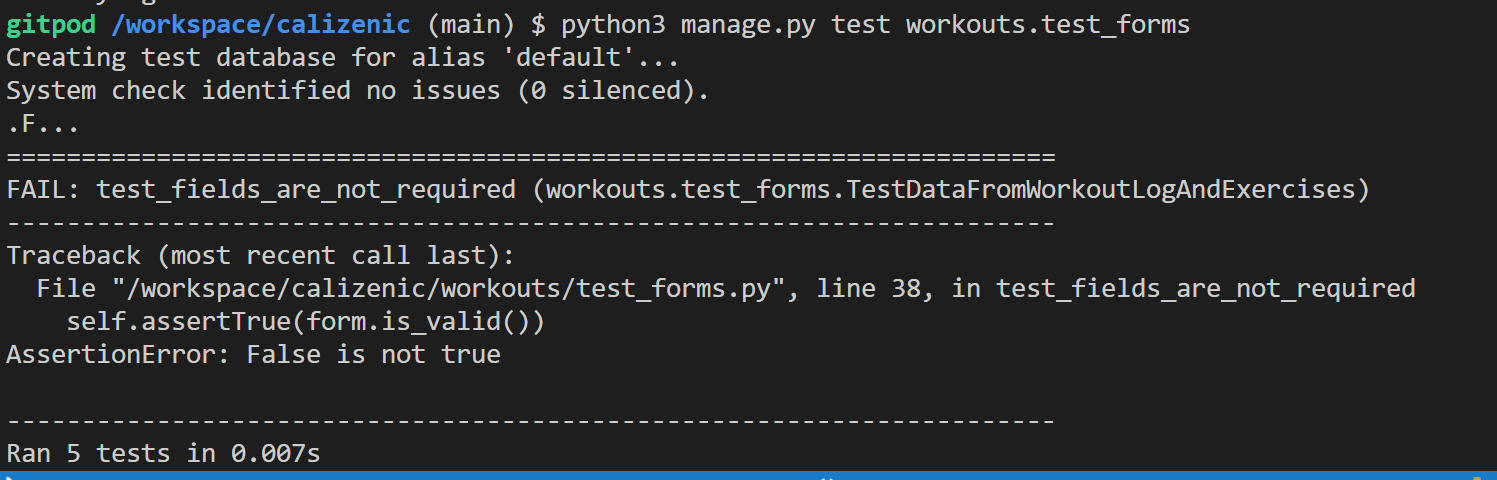 gitpod /workspace/calizenic (main) $ python3 manage.py test workouts.test_forms
Creating test database for alias 'default'...
System check identified no issues (0 silenced).
.F...
======================================================================
FAIL: test_fields_are_not_required (workouts.test_forms.TestDataFromWorkoutLogAndExercises)
----------------------------------------------------------------------
Traceback (most recent call last):
  File "/workspace/calizenic/workouts/test_forms.py", line 38, in test_fields_are_not_required
    self.assertTrue(form.is_valid())
AssertionError: False is not true

----------------------------------------------------------------------
Ran 5 tests in 0.007s